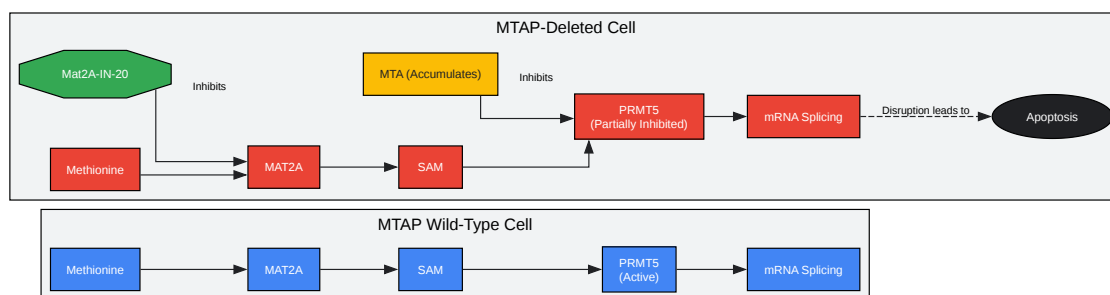 MTAP-Deleted Cell
Mat2A-IN-20
Inhibits
MTA (Accumulates)
Inhibits
PRMT5
(Partially Inhibited)
mRNA Splicing
Disruption leads to
Apoptosis
Methionine
MAT2A
SAM
MTAP Wild-Type Cell
Methionine
MAT2A
SAM
PRMT5
(Active)
mRNA Splicing